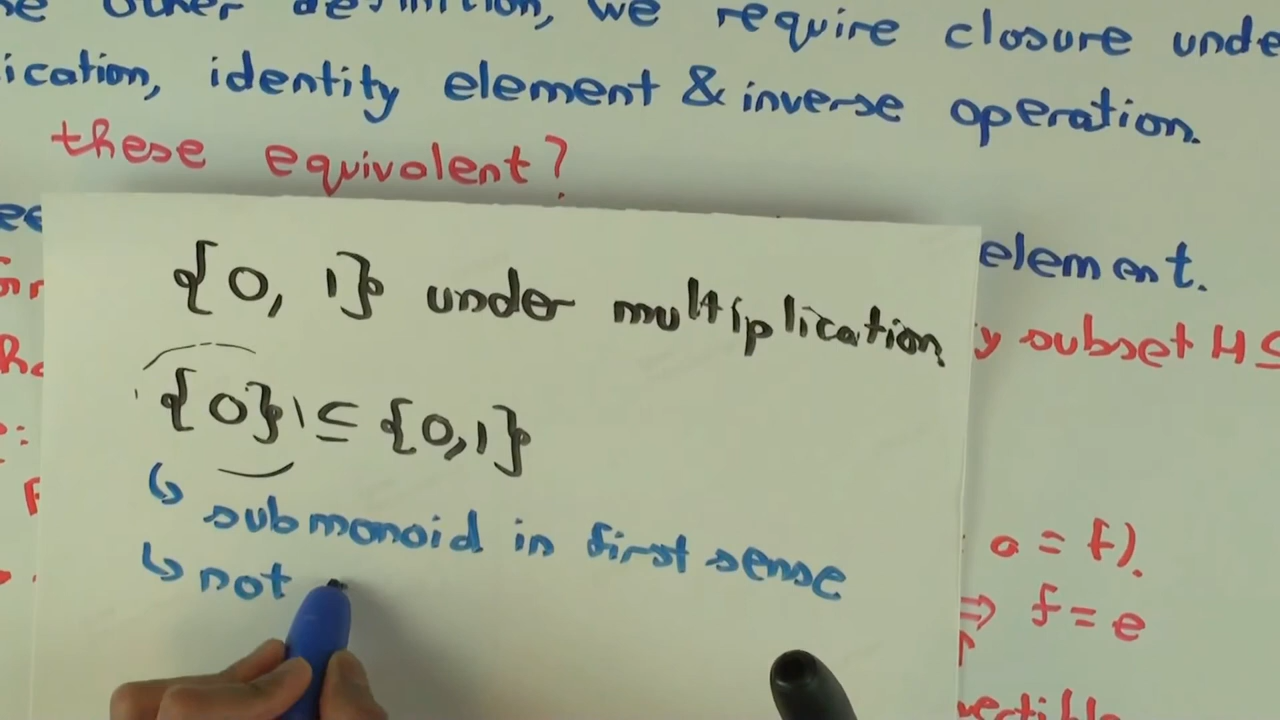 other definition, we require closure unde
ication, identity element & inverse operation.
these equivalent?
element.
{0, 1} under multiplication
y subset H ⊆
{0} ⊆ {0,1}
↳ submonoid in first sense
a = f).
↳ not
⇒ f = e